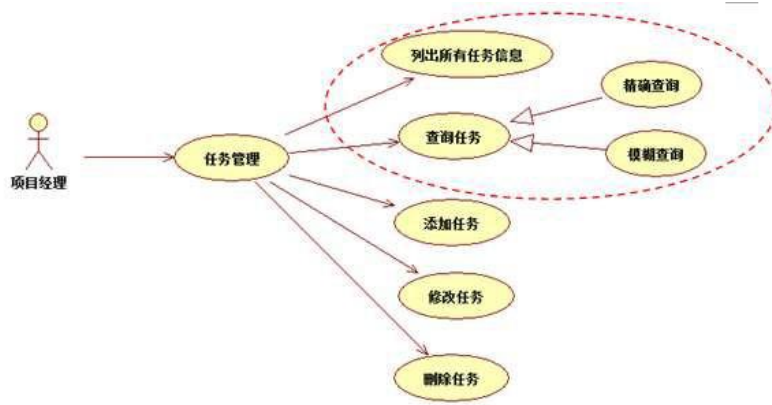 列出所有任务信息
精确查询
查询任务
模糊查询
任务管理
项目经理
添加任务
修改任务
删除任务